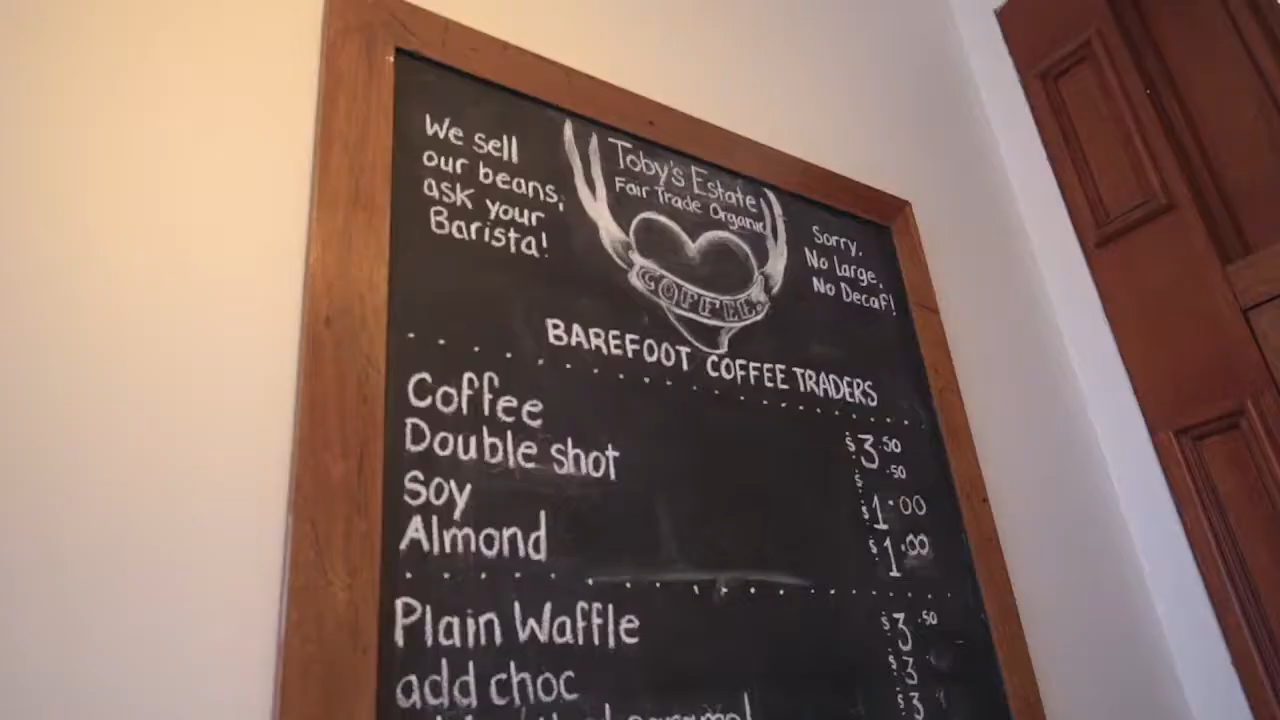 We sell
our beans,
ask your
Barista!
Toby's Estate
Fair Trade Organic
COFFEE
Sorry,
No large,
No Decaf!
BAREFOOT COFFEE TRADERS
Coffee $3.50
Double shot $.50
Soy $1.00
Almond $1.00
Plain Waffle $3.50
add choc $3
caramel $3